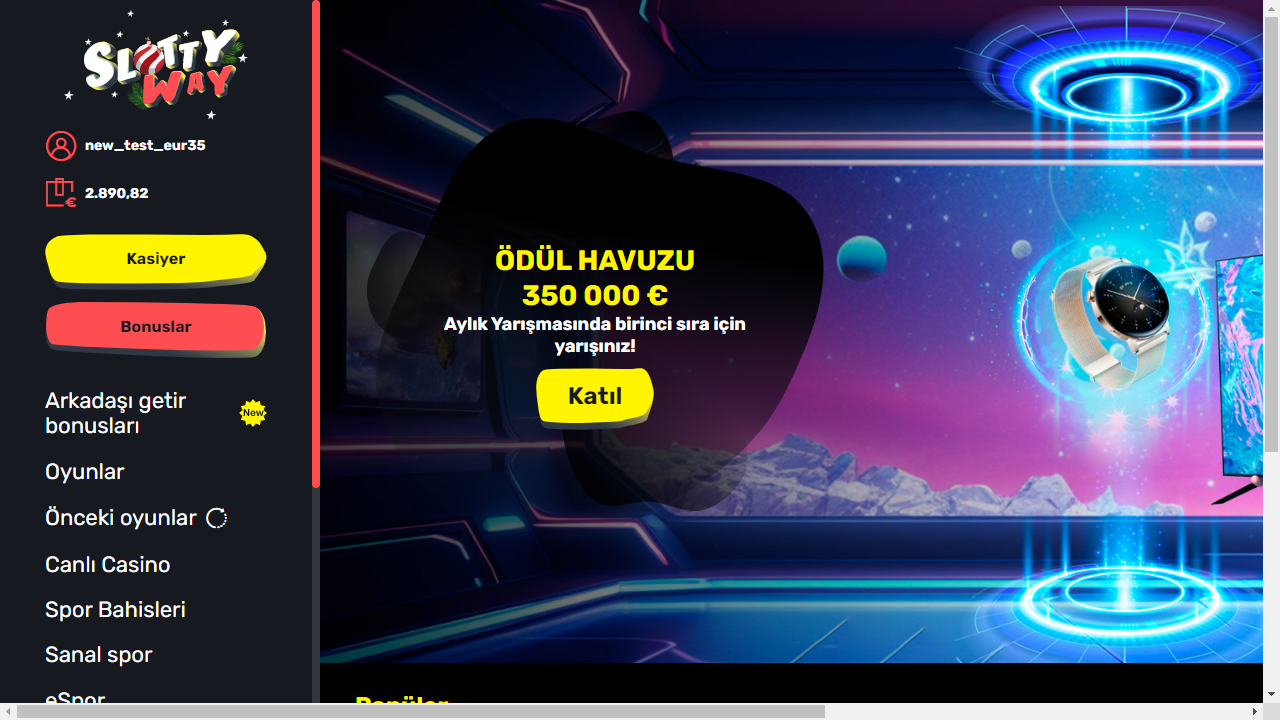 SLOTTY
WAY
new_test_eur35
€
2.890,82
Kasiyer
Bonuslar
Arkadaşı getir
bonusları
New
Oyunlar
Önceki oyunlar
Canlı Casino
Spor Bahisleri
Sanal spor
eSpor
ÖDÜL HAVUZU
350 000 €
Aylık Yarışmasında birinci sıra için
yarışınız!
Katıl
Popüler